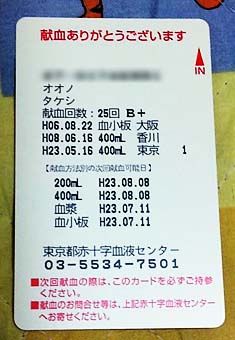 献血ありがとうございます
IN
オオノ
タケシ
献血回数：25回 B+
H06.08.22 血小板 大阪
H08.06.16 400mL 香川
H23.05.16 400mL 東京 1
【献血方法別の次回献血可能日】
200mL H23.08.08
400mL H23.08.08
血漿 H23.07.11
血小板 H23.07.11
東京都赤十字血液センター
03-5534-7501
■次回献血の際は、このカードを必ずご持参
ください。
■献血のお問合せ等は、上記赤十字血液センター
へお寄せください。